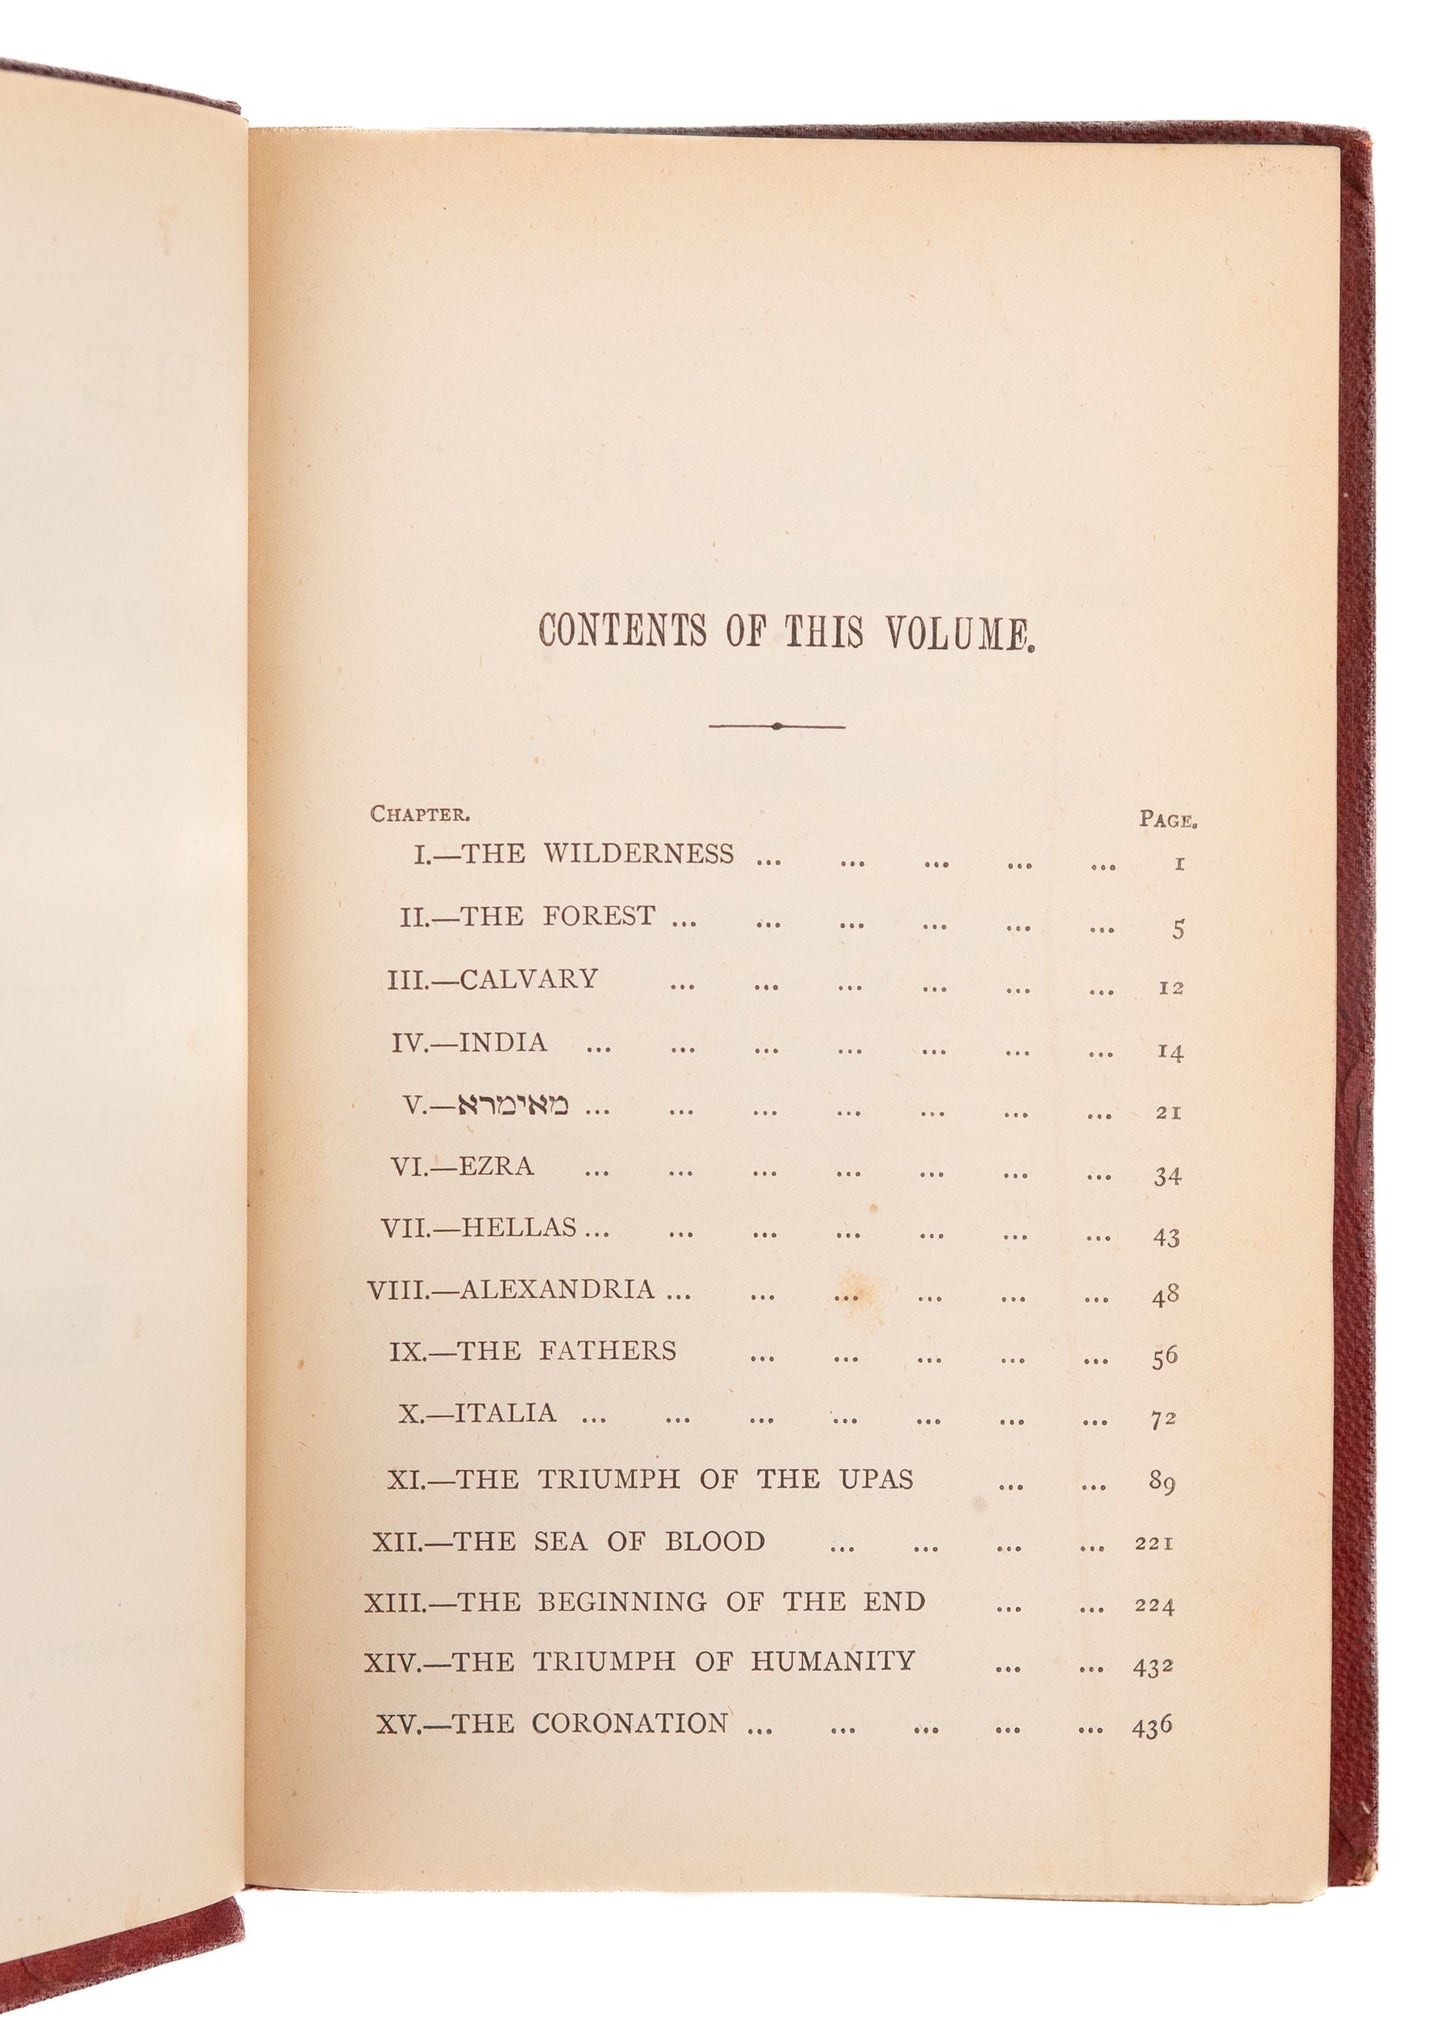 CONTENTS OF THIS VOLUME.
CHAPTER. PAGE.
I.—THE WILDERNESS ... ... ... ... ... 1
II.—THE FOREST ... ... ... ... ... ... 5
III.—CALVARY ... ... ... ... ... ... 12
IV.—INDIA ... ... ... ... ... ... ... 14
V.—מאימרא ... ... ... ... ... ... ... 21
VI.—EZRA ... ... ... ... ... ... ... 34
VII.—HELLAS ... ... ... ... ... ... ... 43
VIII.—ALEXANDRIA ... ... ... ... ... ... 48
IX.—THE FATHERS ... ... ... ... ... 56
X.—ITALIA ... ... ... ... ... ... ... 72
XI.—THE TRIUMPH OF THE UPAS ... ... 89
XII.—THE SEA OF BLOOD ... ... ... ... 221
XIII.—THE BEGINNING OF THE END ... ... 224
XIV.—THE TRIUMPH OF HUMANITY ... ... 432
XV.—THE CORONATION ... ... ... ... ... 436